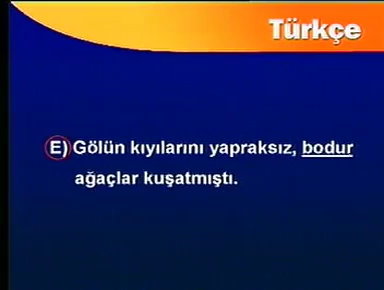 Türkçe
E) Gölün kıyılarını yapraksız, bodur
ağaçlar kuşatmıştı.